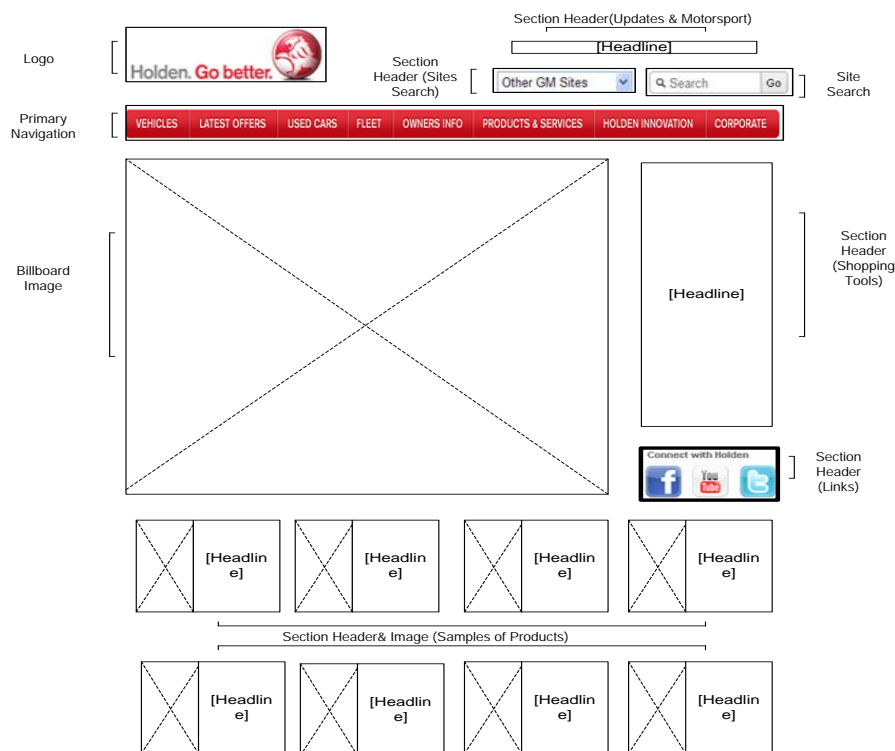 Section Header(Updates & Motorsport)
[Headline]
Logo
Holden. Go better.
Section
Header (Sites
Search)
Other GM Sites
Search
Go
Site
Search
Primary
Navigation
VEHICLES
LATEST OFFERS
USED CARS
FLEET
OWNERS INFO
PRODUCTS & SERVICES
HOLDEN INNOVATION
CORPORATE
Billboard
Image
[Headline]
Section
Header
(Shopping
Tools)
Connect with Holden
f
You
Tube
t
Section
Header
(Links)
[Headlin
e]
[Headlin
e]
[Headlin
e]
[Headlin
e]
Section Header& Image (Samples of Products)
[Headlin
e]
[Headlin
e]
[Headlin
e]
[Headlin
e]